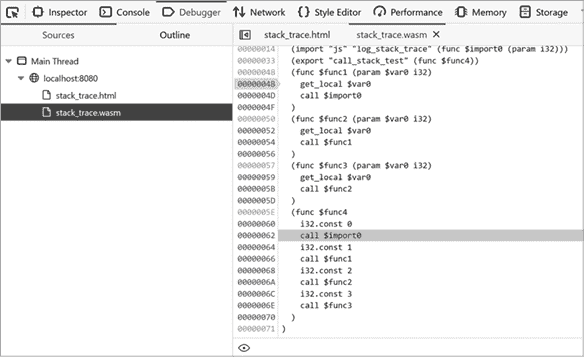 Inspector Console Debugger Network Style Editor Performance Memory Storage
Sources Outline
Main Thread
localhost:8080
stack_trace.html
stack_trace.wasm
stack_trace.html stack_trace.wasm
00000014 (import "js" "log_stack_trace" (func $import0 (param i32)))
00000033 (export "call_stack_test" (func $func4))
00000048 (func $func1 (param $var0 i32)
0000004B get_local $var0
0000004D call $import0
0000004F )
00000050 (func $func2 (param $var0 i32)
00000052 get_local $var0
00000054 call $func1
00000056 )
00000057 (func $func3 (param $var0 i32)
00000059 get_local $var0
0000005B call $func2
0000005D )
0000005E (func $func4
00000060 i32.const 0
00000062 call $import0
00000064 i32.const 1
00000066 call $func1
00000068 i32.const 2
0000006A call $func2
0000006C i32.const 3
0000006E call $func3
00000070 )
00000071 )